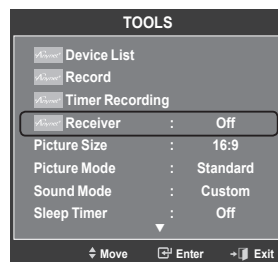 TOOLS
Device List
Record
Timer Recording
Receiver : Off
Picture Size : 16:9
Picture Mode : Standard
Sound Mode : Custom
Sleep Timer : Off
Move Enter Exit